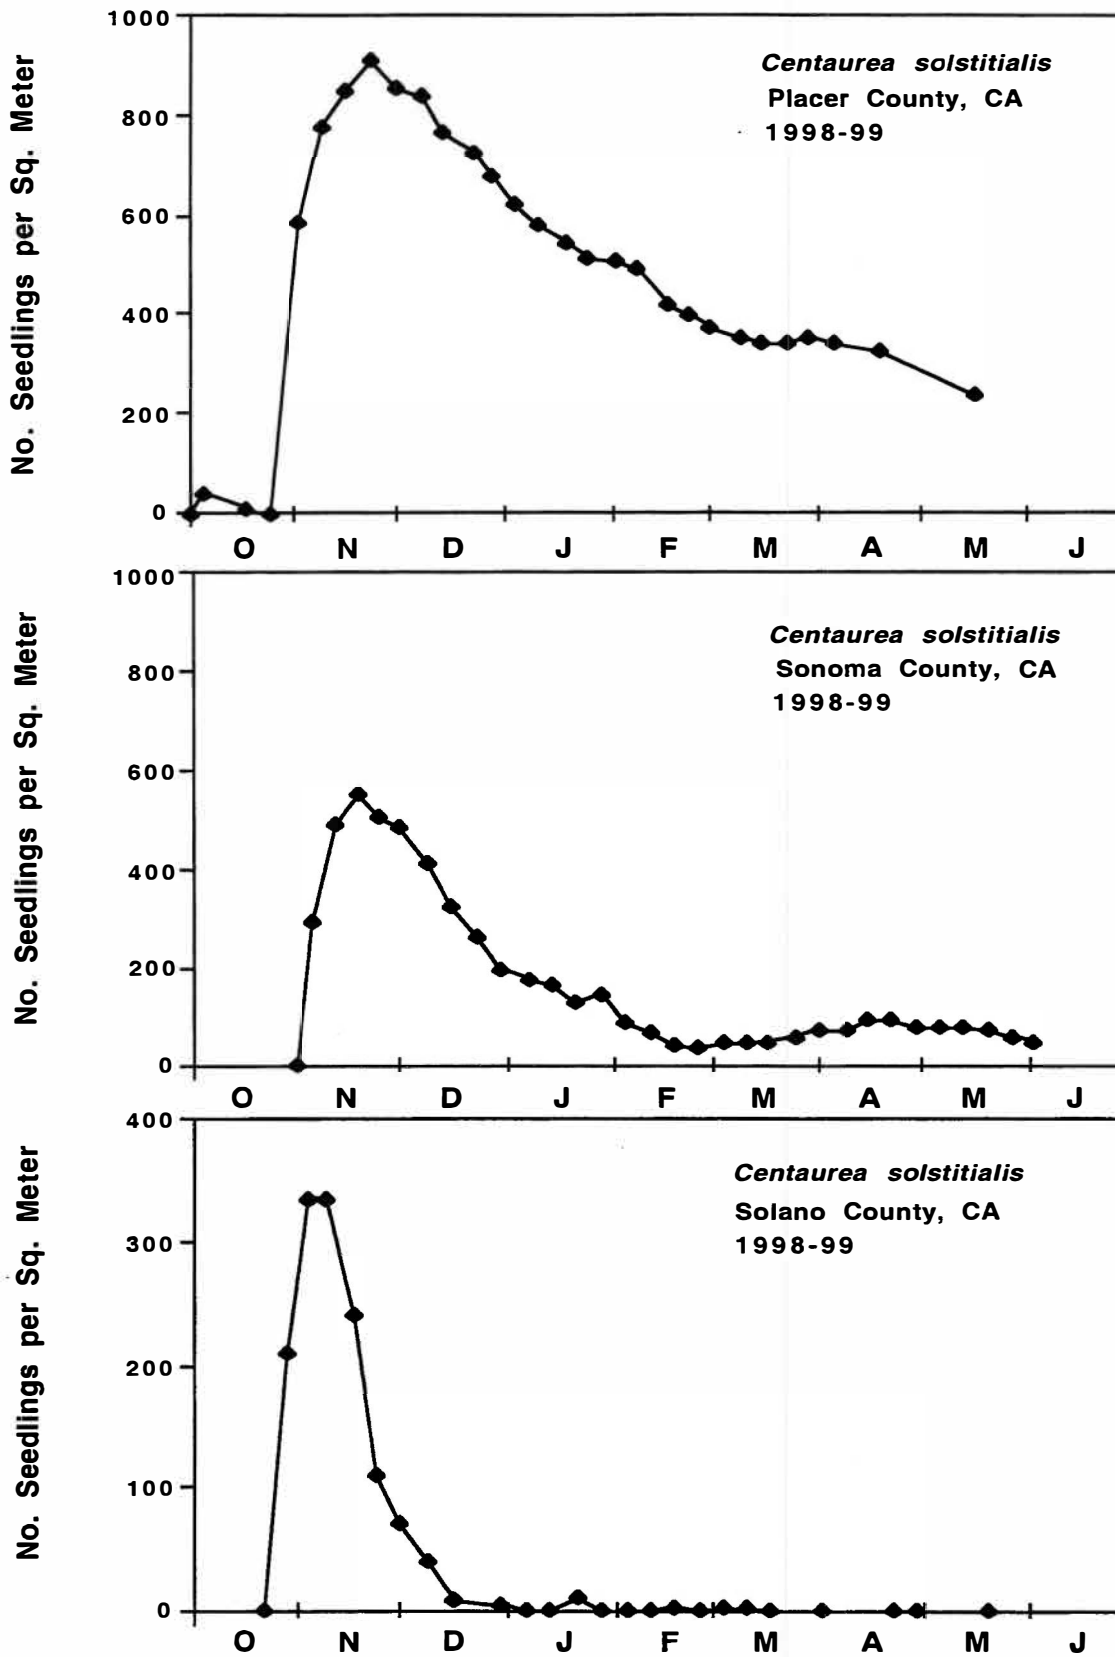 No. Seedlings per Sq. Meter
1000
800
600
400
200
0
Centaurea solstitialis
Placer County, CA
1998-99
O N D J F M A M J
No. Seedlings per Sq. Meter
1000
800
600
400
200
0
Centaurea solstitialis
Sonoma County, CA
1998-99
O N D J F M A M J
No. Seedlings per Sq. Meter
400
300
200
100
0
Centaurea solstitialis
Solano County, CA
1998-99
O N D J F M A M J